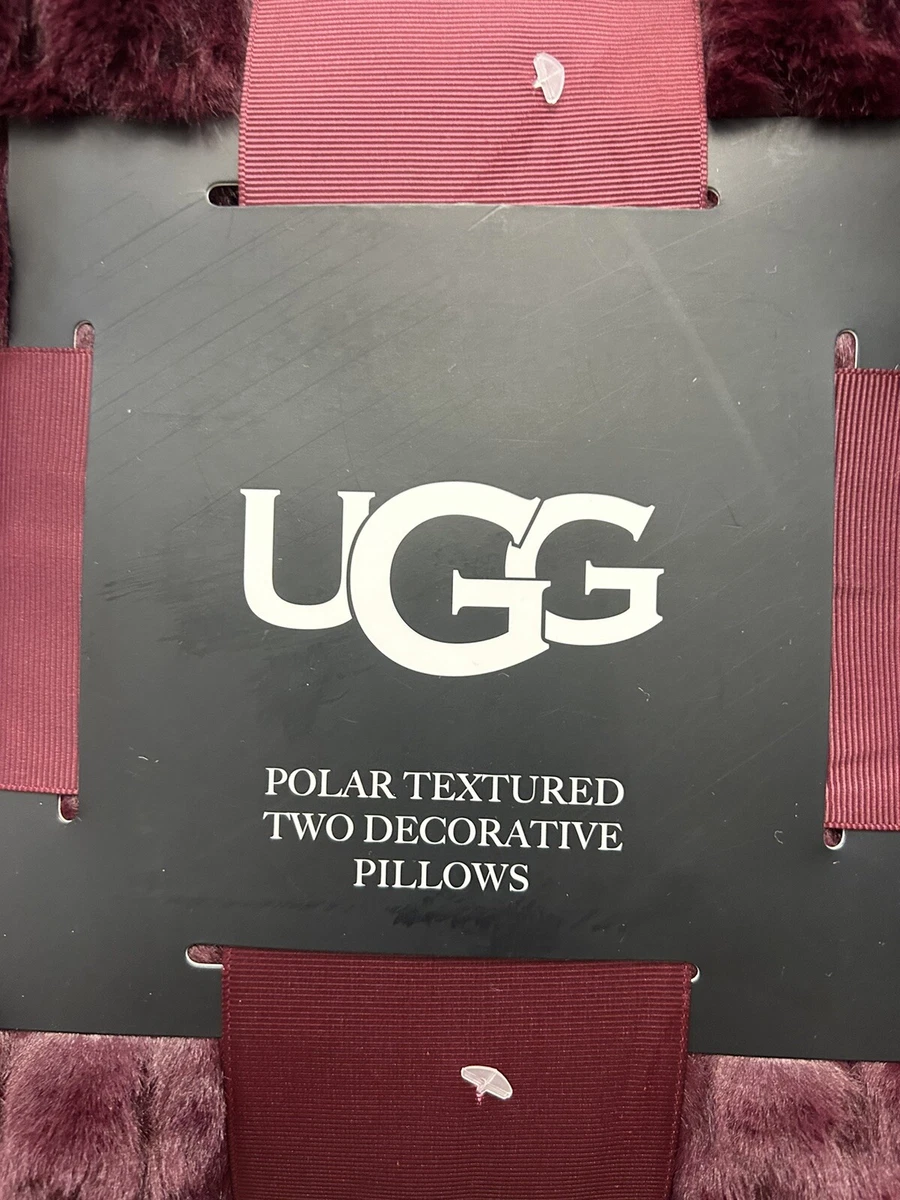 UGG
POLAR TEXTURED
TWO DECORATIVE
PILLOWS